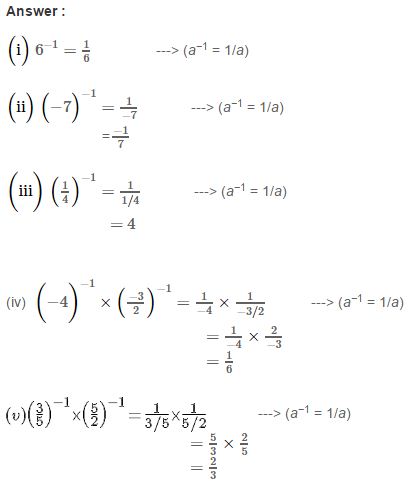 Answer :
(i) 6⁻¹ = 1/6 ---> (a⁻¹ = 1/a)
(ii) (−7)⁻¹ = 1/−7 ---> (a⁻¹ = 1/a)
= −1/7
(iii) (1/4)⁻¹ = 1/1/4 ---> (a⁻¹ = 1/a)
= 4
(iv) (−4)⁻¹ × (−3/2)⁻¹ = 1/−4 × 1/−3/2 ---> (a⁻¹ = 1/a)
= 1/−4 × 2/−3
= 1/6
(v) (3/5)⁻¹ × (5/2)⁻¹ = 1/3/5 × 1/5/2 ---> (a⁻¹ = 1/a)
= 5/3 × 2/5
= 2/3